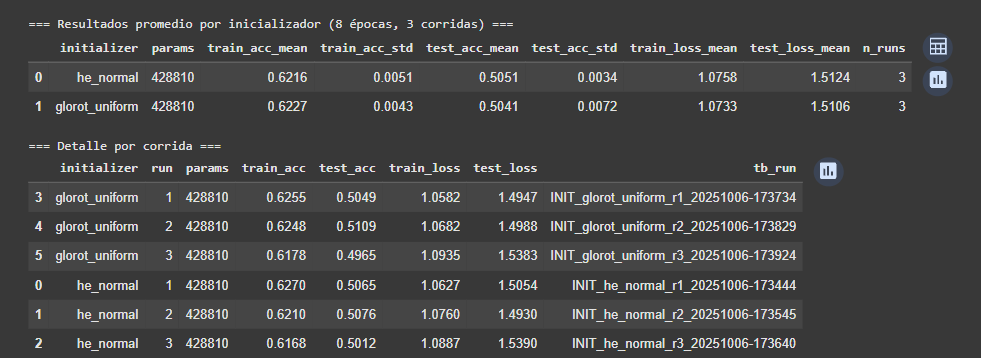 === Resultados promedio por inicializador (8 épocas, 3 corridas) ===
initializer params train_acc_mean train_acc_std test_acc_mean test_acc_std train_loss_mean test_loss_mean n_runs
0 he_normal 428810 0.6216 0.0051 0.5051 0.0034 1.0758 1.5124 3
1 glorot_uniform 428810 0.6227 0.0043 0.5041 0.0072 1.0733 1.5106 3
=== Detalle por corrida ===
initializer run params train_acc test_acc train_loss test_loss tb_run
3 glorot_uniform 1 428810 0.6255 0.5049 1.0582 1.4947 INIT_glorot_uniform_r1_20251006-173734
4 glorot_uniform 2 428810 0.6248 0.5109 1.0682 1.4988 INIT_glorot_uniform_r2_20251006-173829
5 glorot_uniform 3 428810 0.6178 0.4965 1.0935 1.5383 INIT_glorot_uniform_r3_20251006-173924
0 he_normal 1 428810 0.6270 0.5065 1.0627 1.5054 INIT_he_normal_r1_20251006-173444
1 he_normal 2 428810 0.6210 0.5076 1.0760 1.4930 INIT_he_normal_r2_20251006-173545
2 he_normal 3 428810 0.6168 0.5012 1.0887 1.5390 INIT_he_normal_r3_20251006-173640